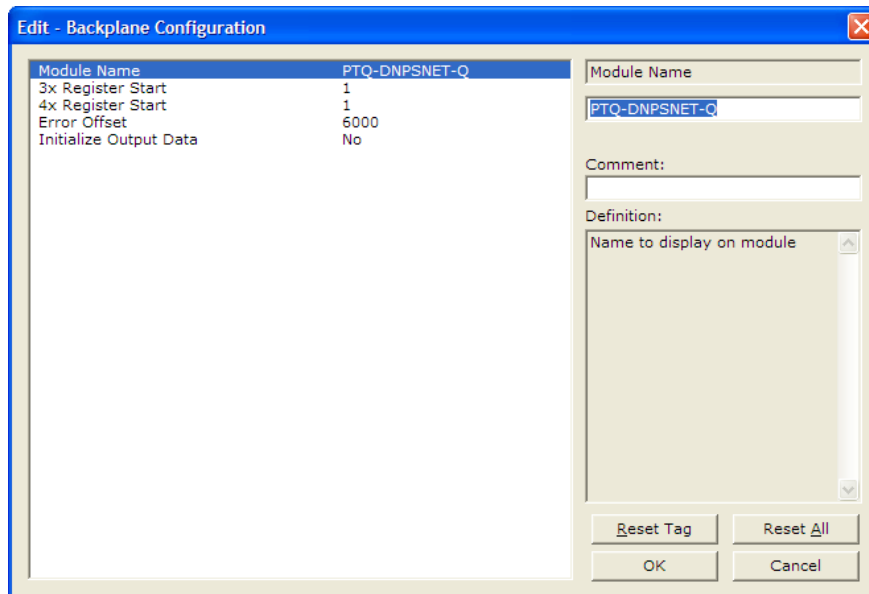 Edit - Backplane Configuration
Module Name PTQ-DNPSNET-Q
3x Register Start 1
4x Register Start 1
Error Offset 6000
Initialize Output Data No
Module Name
PTQ-DNPSNET-Q
Comment:
Definition:
Name to display on module
Reset Tag Reset All
OK Cancel